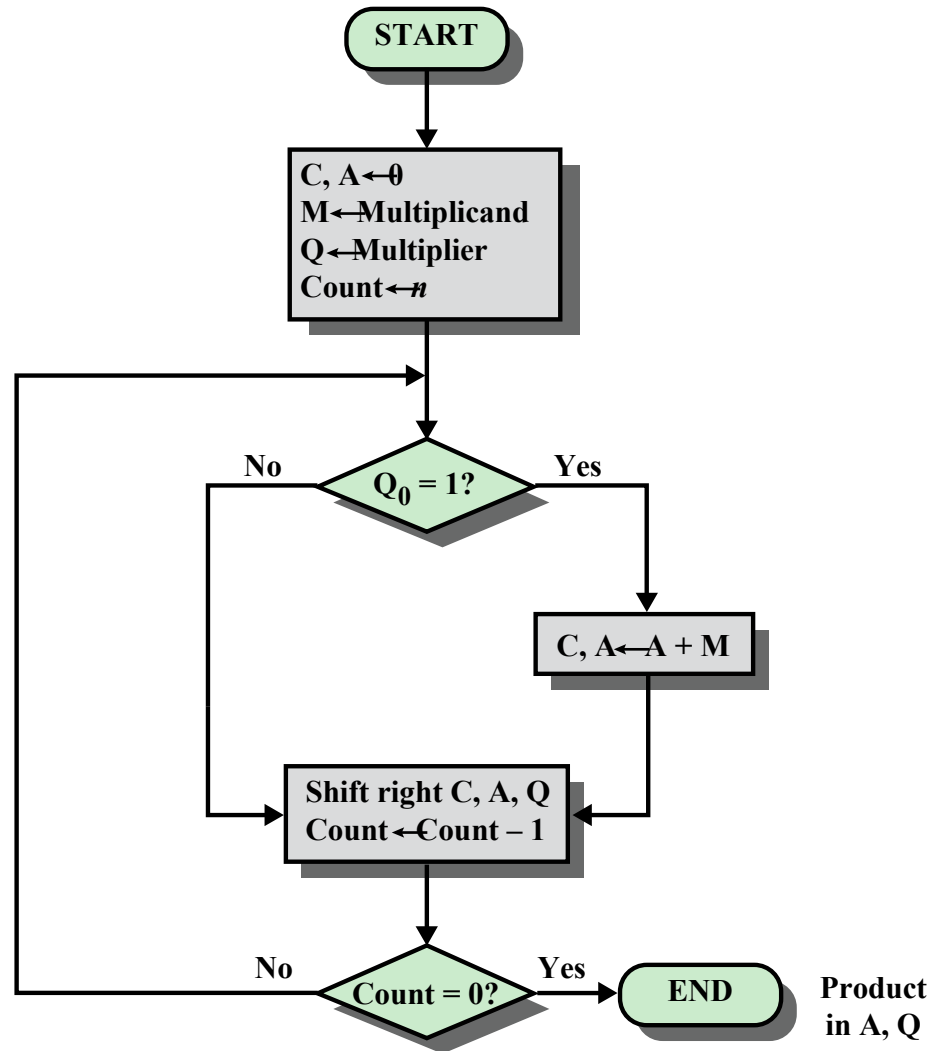 START
C, A←0
M←Multiplicand
Q←Multiplier
Count←n
No
Yes
Q₀ = 1?
C, A←A + M
Shift right C, A, Q
Count←Count – 1
No
Yes
Count = 0?
END
Product
in A, Q